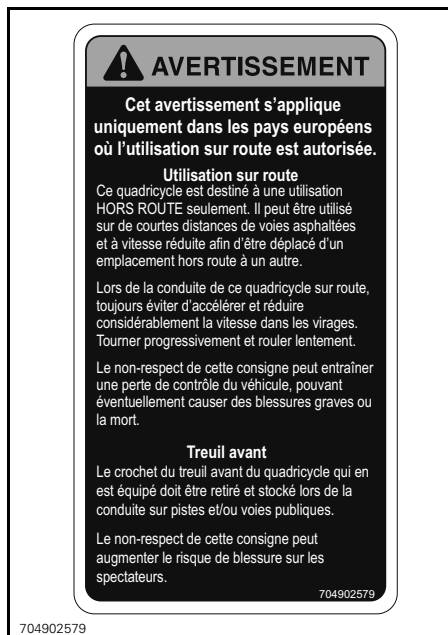 AVERTISSEMENT
Cet avertissement s’applique
uniquement dans les pays européens
où l’utilisation sur route est autorisée.
Utilisation sur route
Ce quadricycle est destiné à une utilisation
HORS ROUTE seulement. Il peut être utilisé
sur de courtes distances de voies asphaltées
et à vitesse réduite afin d’être déplacé d’un
emplacement hors route à un autre.
Lors de la conduite de ce quadricycle sur route,
toujours éviter d’accélérer et réduire
considérablement la vitesse dans les virages.
Tourner progressivement et rouler lentement.
Le non-respect de cette consigne peut entraîner
une perte de contrôle du véhicule, pouvant
éventuellement causer des blessures graves ou
la mort.
Treuil avant
Le crochet du treuil avant du quadricycle qui en
est équipé doit être retiré et stocké lors de la
conduite sur pistes et/ou voies publiques.
Le non-respect de cette consigne peut
augmenter le risque de blessure sur les
spectateurs.
704902579
704902579